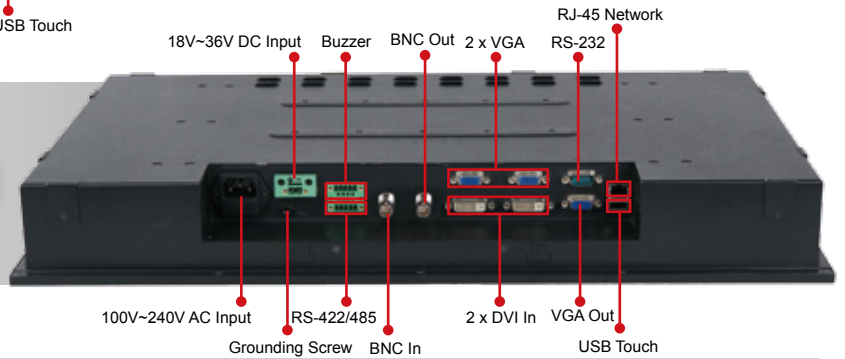 USB Touch
RJ-45 Network
18V~36V DC Input
Buzzer
BNC Out
2 x VGA
RS-232
100V~240V AC Input
RS-422/485
2 x DVI In
VGA Out
Grounding Screw
BNC In
USB Touch